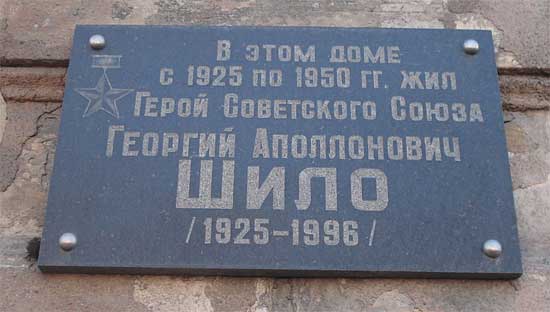 В этом доме
с 1925 по 1950 гг. жил
Герой Советского Союза
Георгий Аполлонович
Шило
/1925-1996/